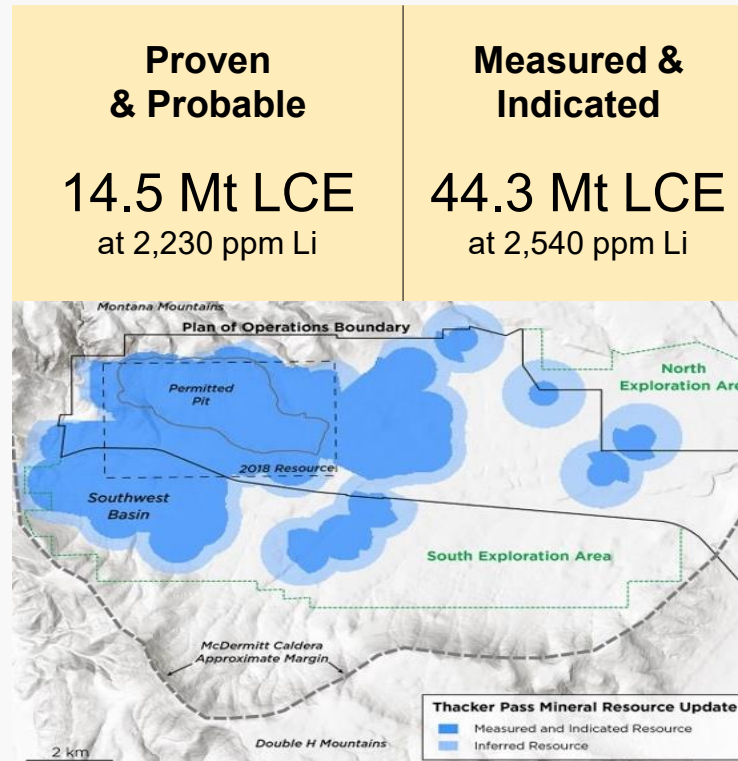 Proven
& Probable
14.5 Mt LCE
at 2,230 ppm Li
Measured &
Indicated
44.3 Mt LCE
at 2,540 ppm Li
Montana Mountains
Plan of Operations Boundary
North
Exploration Are
Permitted
Pit
2018 Resource
Southwest
Basin
South Exploration Area
McDermitt Caldera
Approximate Margin
Thacker Pass Mineral Resource Update
Measured and Indicated Resource
Inferred Resource
Double H Mountains
2 km